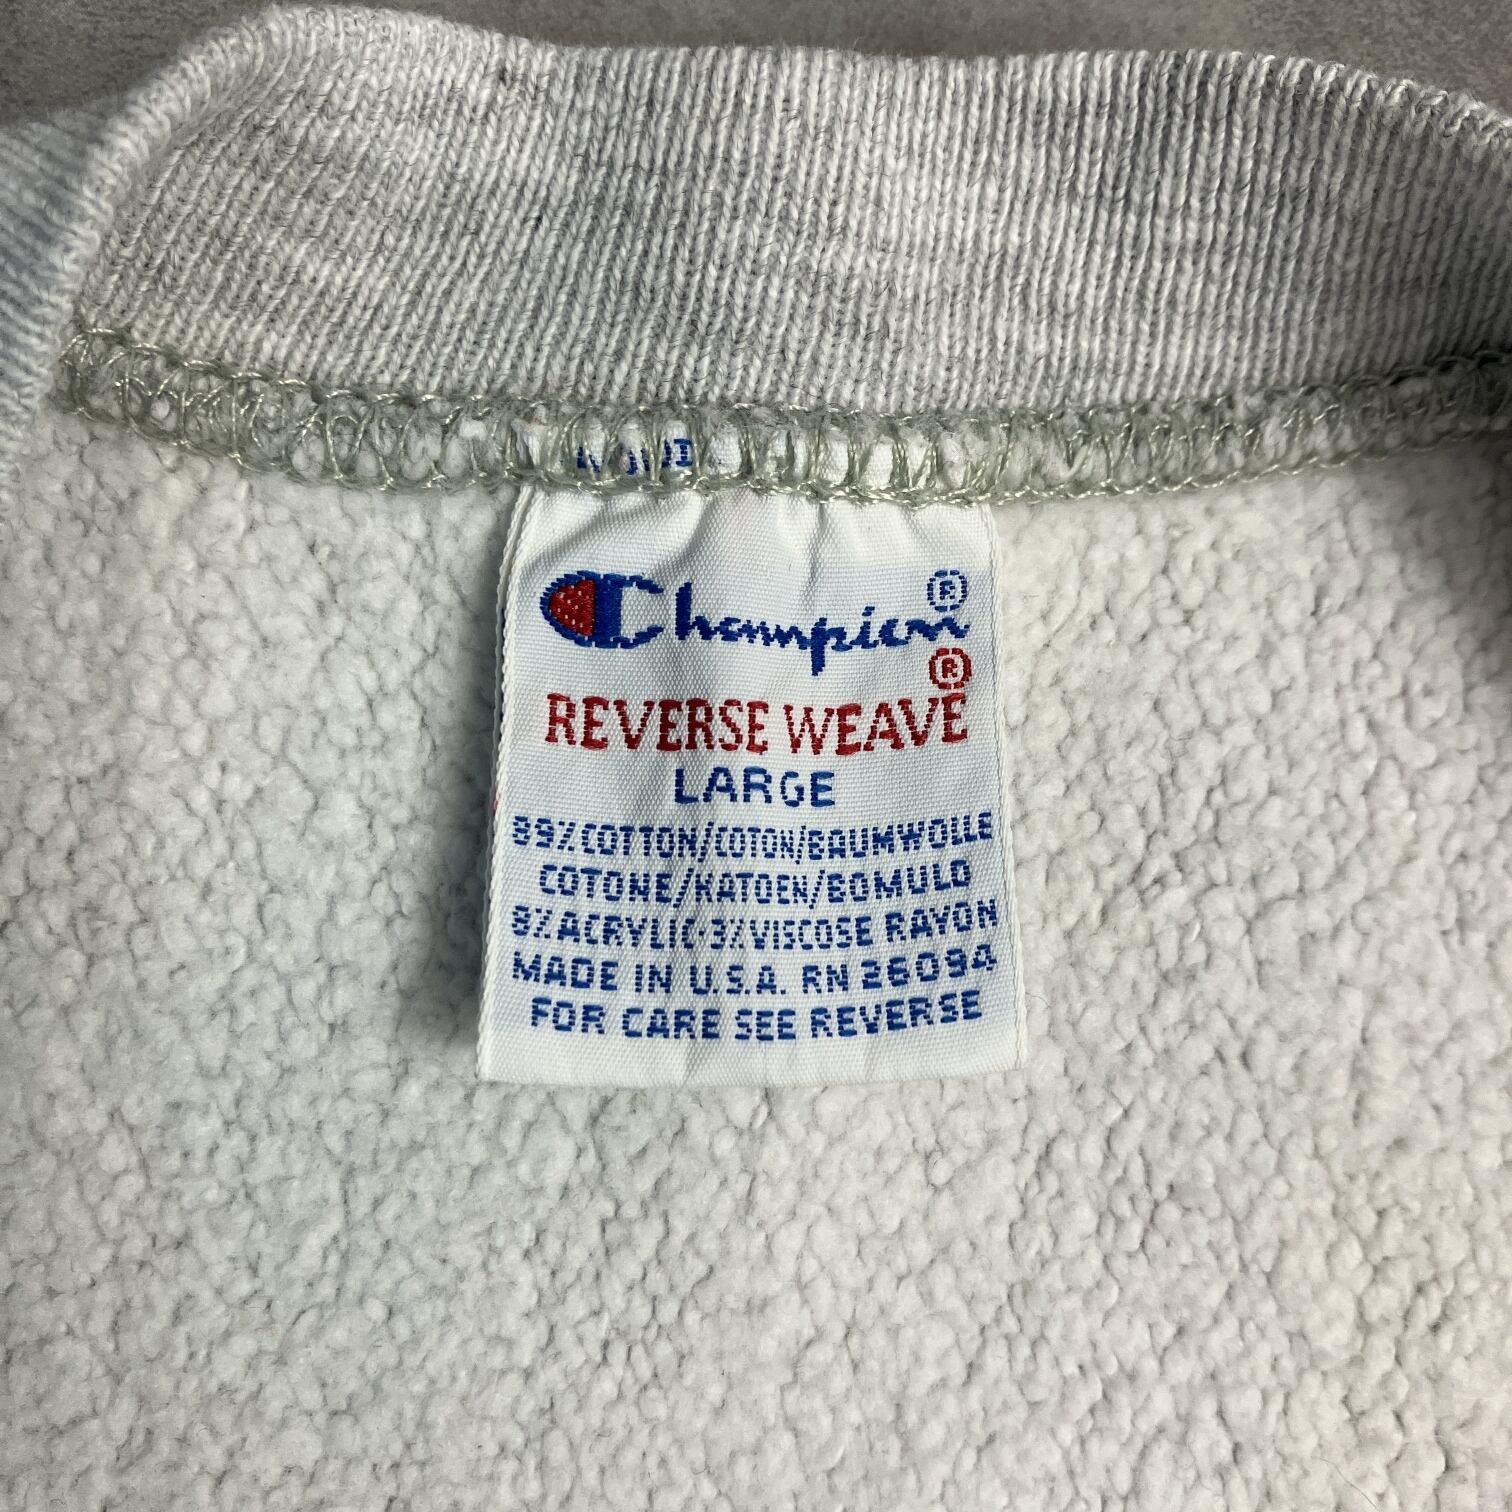 Champion®
®
REVERSE WEAVE
LARGE
89%COTTON/COTON/BAUMWOLLE
COTONE/KATOEN/BOMULD
8%ACRYLIC·3%VISCOSE RAYON
MADE IN U.S.A. RN 26094
FOR CARE SEE REVERSE